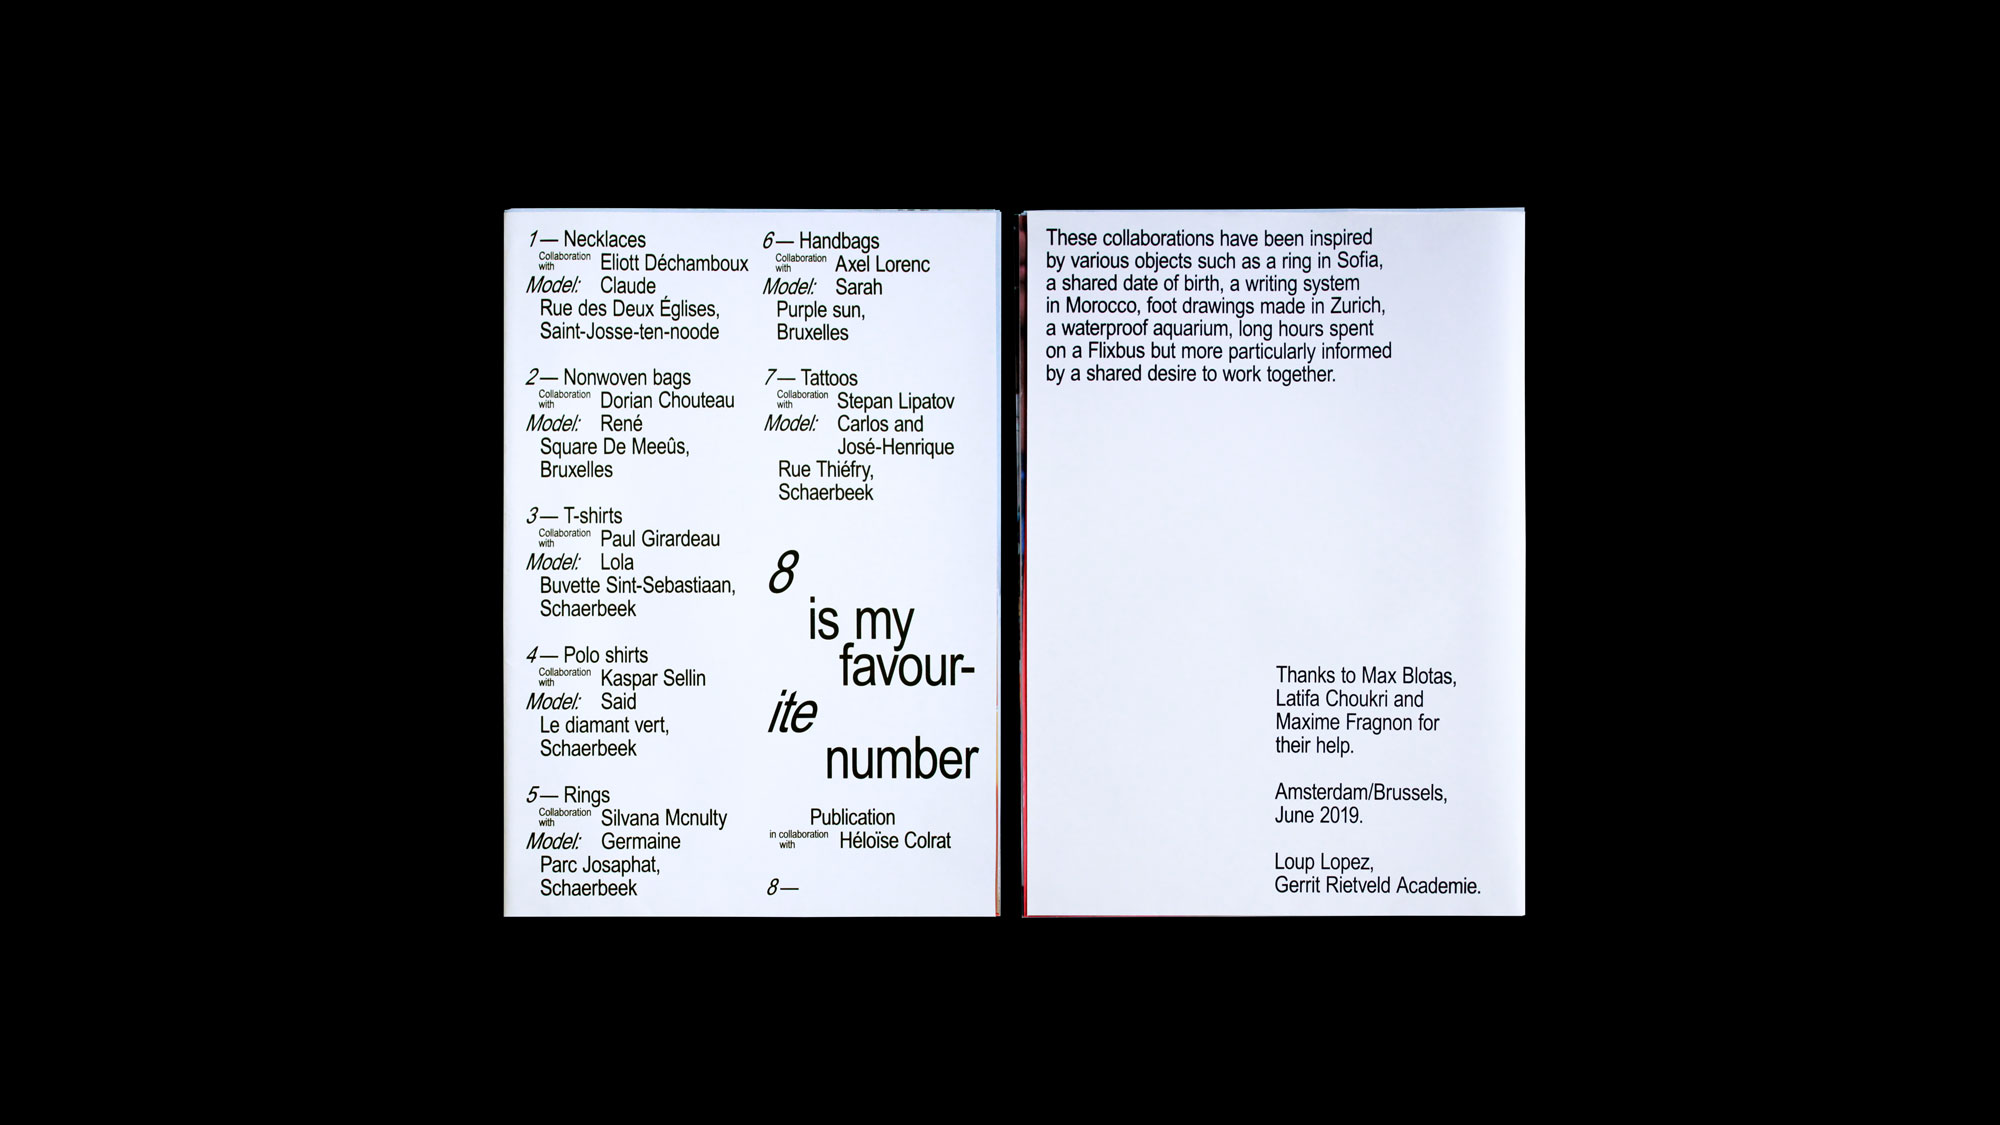 1— Necklaces
Collaboration with Eliott Déchamboux
Model: Claude
Rue des Deux Églises,
Saint-Josse-ten-noode
2— Nonwoven bags
Collaboration with Dorian Chouteau
Model: René
Square De Meeûs,
Bruxelles
3— T-shirts
Collaboration with Paul Girardeau
Model: Lola
Buvette Sint-Sebastiaan,
Schaerbeek
4— Polo shirts
Collaboration with Kaspar Sellin
Model: Said
Le diamant vert,
Schaerbeek
5— Rings
Collaboration with Silvana Mcnulty
Model: Germaine
Parc Josaphat,
Schaerbeek
6— Handbags
Collaboration with Axel Lorenc
Model: Sarah
Purple sun,
Bruxelles
7— Tattoos
Collaboration with Stepan Lipatov
Model: Carlos and
José-Henrique
Rue Thiéfry,
Schaerbeek
8
is my
favour-
ite
number
Publication
in collaboration with Héloïse Colrat
8—
These collaborations have been inspired
by various objects such as a ring in Sofia,
a shared date of birth, a writing system
in Morocco, foot drawings made in Zurich,
a waterproof aquarium, long hours spent
on a Flixbus but more particularly informed
by a shared desire to work together.
Thanks to Max Blotas,
Latifa Choukri and
Maxime Fragnon for
their help.
Amsterdam/Brussels,
June 2019.
Loup Lopez,
Gerrit Rietveld Academie.